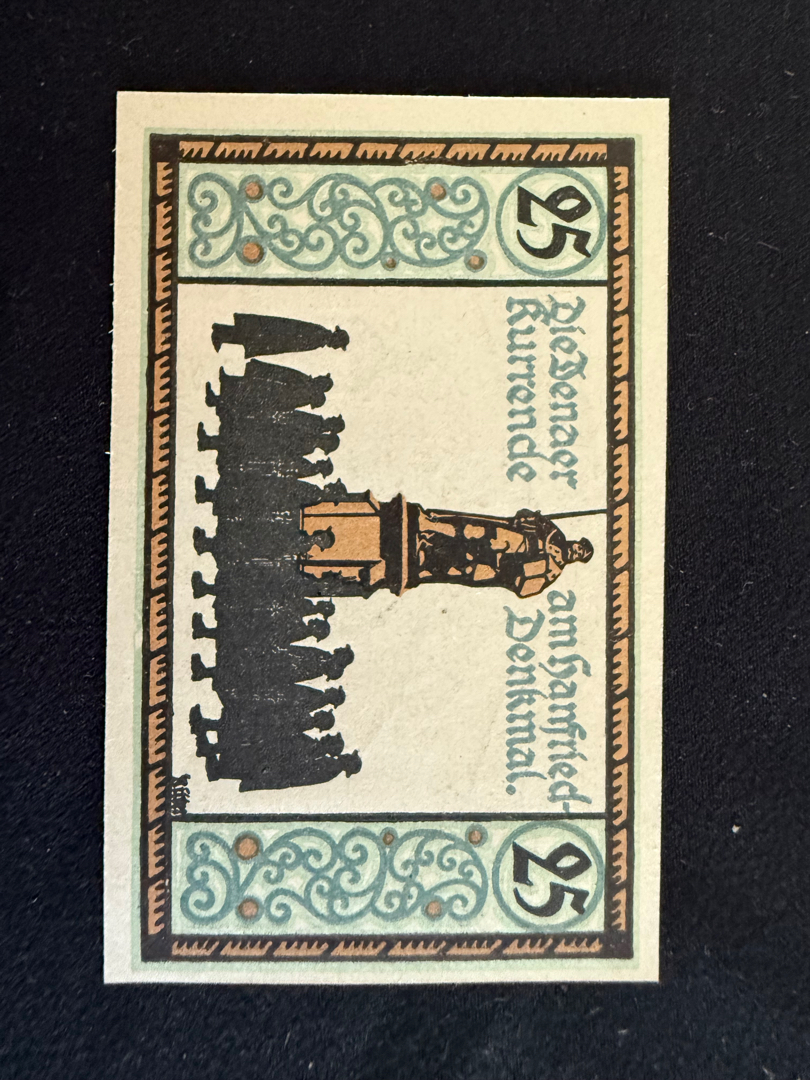 25
25
Die Jenaer
Kurrende
am Hanfried-
Denkmal.